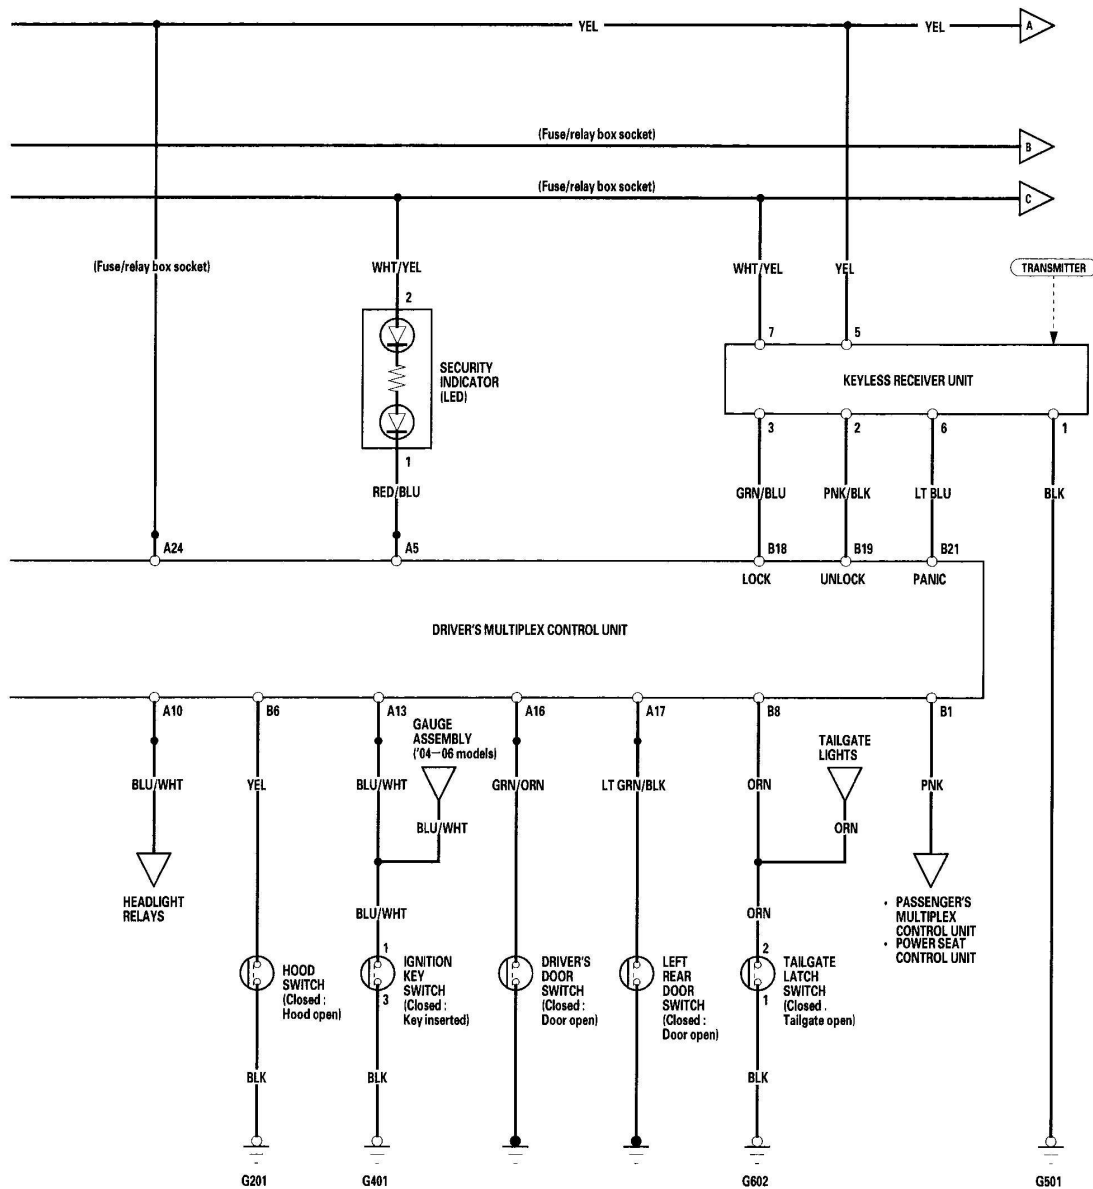 YEL
YEL
A
(Fuse/relay box socket)
B
(Fuse/relay box socket)
C
(Fuse/relay box socket)
WHT/YEL
WHT/YEL
YEL
TRANSMITTER
2
7
5
SECURITY
INDICATOR
(LED)
KEYLESS RECEIVER UNIT
1
3
2
6
1
RED/BLU
GRN/BLU
PNK/BLK
LT BLU
BLK
A24
A5
B18
B19
B21
LOCK
UNLOCK
PANIC
DRIVER'S MULTIPLEX CONTROL UNIT
A10
B6
A13
A16
A17
B8
B1
GAUGE
ASSEMBLY
('04—06 models)
TAILGATE
LIGHTS
BLU/WHT
YEL
BLU/WHT
GRN/ORN
LT GRN/BLK
ORN
PNK
BLU/WHT
ORN
HEADLIGHT
RELAYS
BLU/WHT
ORN
• PASSENGER'S
MULTIPLEX
CONTROL UNIT
• POWER SEAT
CONTROL UNIT
HOOD
SWITCH
(Closed :
Hood open)
1
3
IGNITION
KEY
SWITCH
(Closed :
Key inserted)
DRIVER'S
DOOR
SWITCH
(Closed :
Door open)
LEFT
REAR
DOOR
SWITCH
(Closed :
Door open)
2
1
TAILGATE
LATCH
SWITCH
(Closed .
Tailgate open)
BLK
BLK
BLK
G201
G401
G602
G501